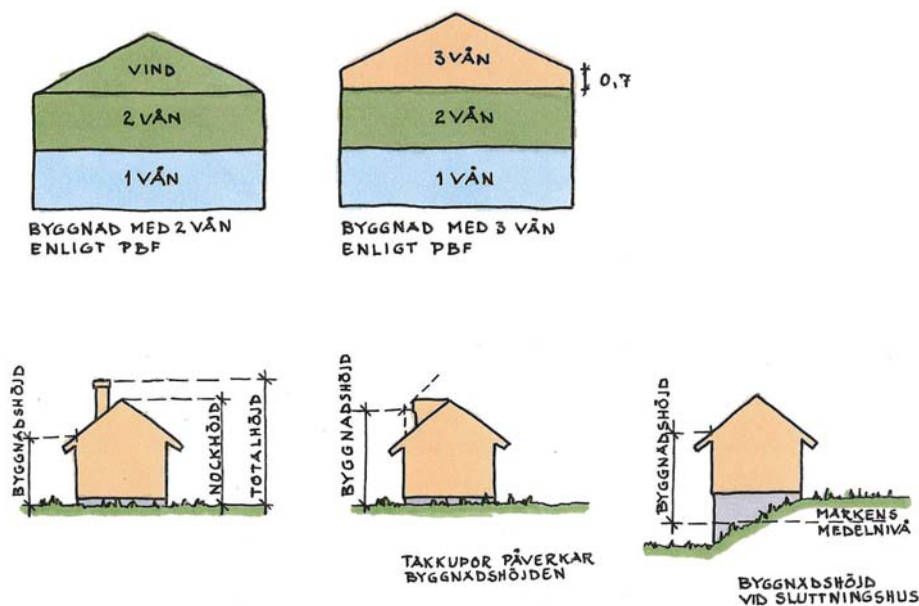 VIND
2 VÅN
1 VÅN
BYGGNAD MED 2 VÅN
ENLIGT PBF
3 VÅN
0,7
2 VÅN
1 VÅN
BYGGNAD MED 3 VÅN
ENLIGT PBF
BYGGNADSHÖJD
NOCKHÖJD
TOTALHÖJD
BYGGNADSHÖJD
TAKKUPOR PÅVERKAR
BYGGNADSHÖJDEN
BYGGNADSHÖJD
MARKENS
MEDELNIVÅ
BYGGNADSHÖJD
VID SLUTTNINGSHUS